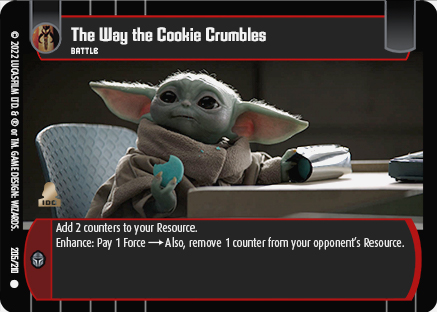 The Way the Cookie Crumbles
BATTLE
© 2022 LUCASFILM LTD. & ® or TM. GAME DESIGN: WIZARDS.
205/210
IDC
Add 2 counters to your Resource.
Enhance: Pay 1 Force → Also, remove 1 counter from your opponent's Resource.